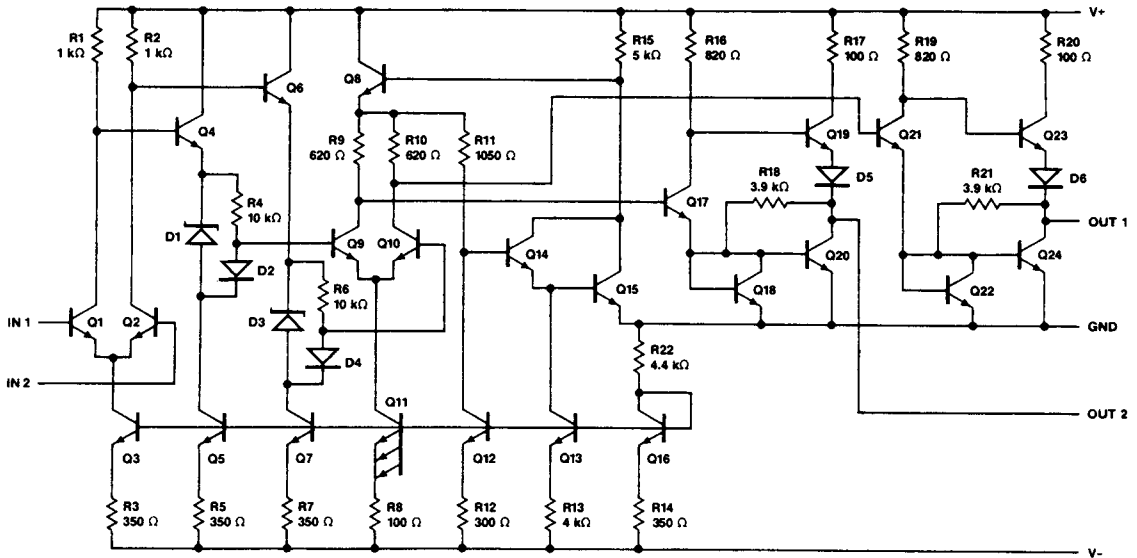 V+
R1
1 kΩ
R2
1 kΩ
R15
5 kΩ
R16
820 Ω
R17
100 Ω
R19
820 Ω
R20
100 Ω
Q8
Q6
Q4
R9
620 Ω
R10
620 Ω
R11
1050 Ω
Q19
Q21
Q23
R18
3.9 kΩ
D5
R21
3.9 kΩ
D6
R4
10 kΩ
Q17
OUT 1
D1
D2
Q9
Q10
Q14
Q20
Q24
R6
10 kΩ
Q15
Q18
Q22
IN 1
Q1
Q2
D3
D4
GND
R22
4.4 kΩ
IN 2
OUT 2
Q11
Q3
Q5
Q7
Q12
Q13
Q16
R3
350 Ω
R5
350 Ω
R7
350 Ω
R8
100 Ω
R12
300 Ω
R13
4 kΩ
R14
350 Ω
V-